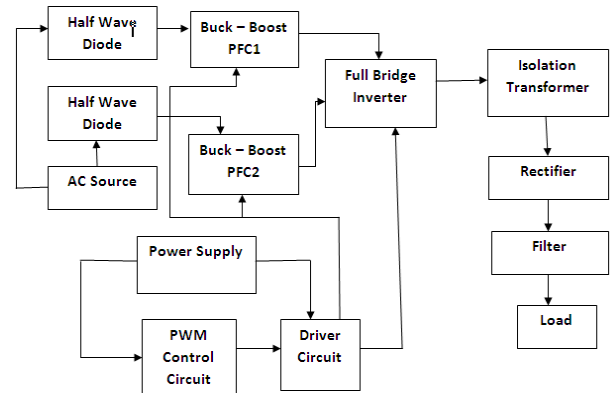 Half Wave
Diode
Buck – Boost
PFC1
Full Bridge
Inverter
Isolation
Transformer
Half Wave
Diode
Buck – Boost
PFC2
AC Source
Rectifier
Power Supply
Filter
PWM
Control
Circuit
Driver
Circuit
Load